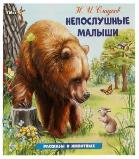 Н. И. Сладков
НЕПОСЛУШНЫЕ
МАЛЫШИ
РАССКАЗЫ О ЖИВОТНЫХ